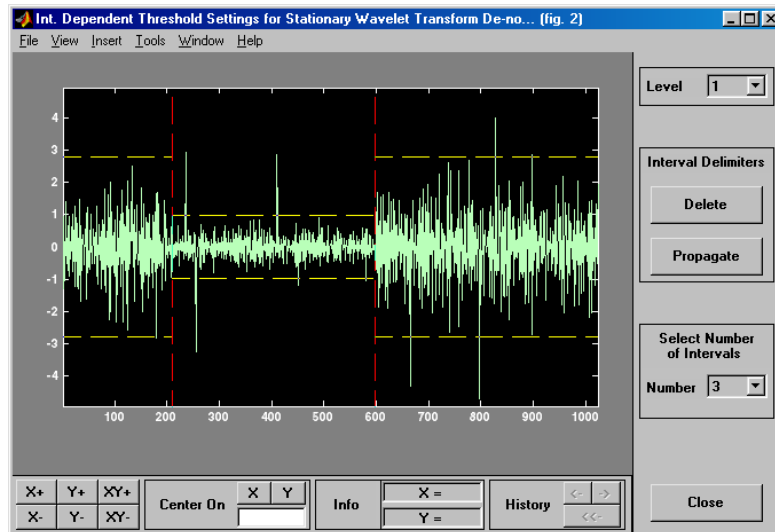 Int. Dependent Threshold Settings for Stationary Wavelet Transform De-no... (fig. 2)
File View Insert Tools Window Help
Level 1
4
3
2
1
0
-1
-2
-3
-4
100 200 300 400 500 600 700 800 900 1000
Interval Delimiters
Delete
Propagate
Select Number
of Intervals
Number 3
X+ Y+ XY+
X- Y- XY-
Center On X Y
Info X =
Y =
History <- ->
<<-
Close